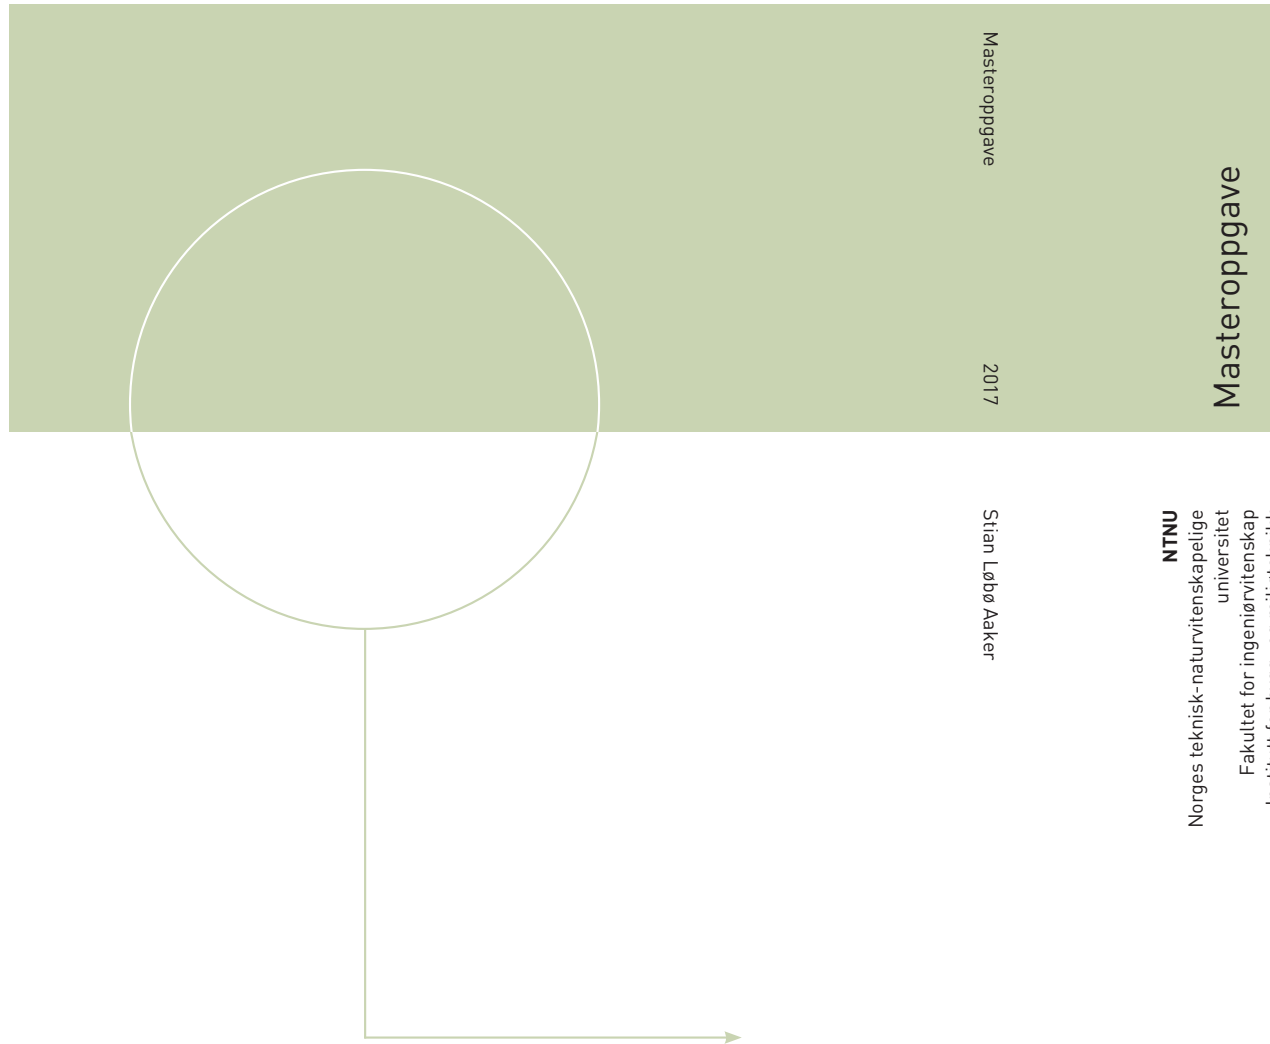 Masteroppgave
2017
Stian Løbø Aaker
Masteroppgave
NTNU
Norges teknisk-naturvitenskapelige
universitet
Fakultet for ingeniørvitenskap